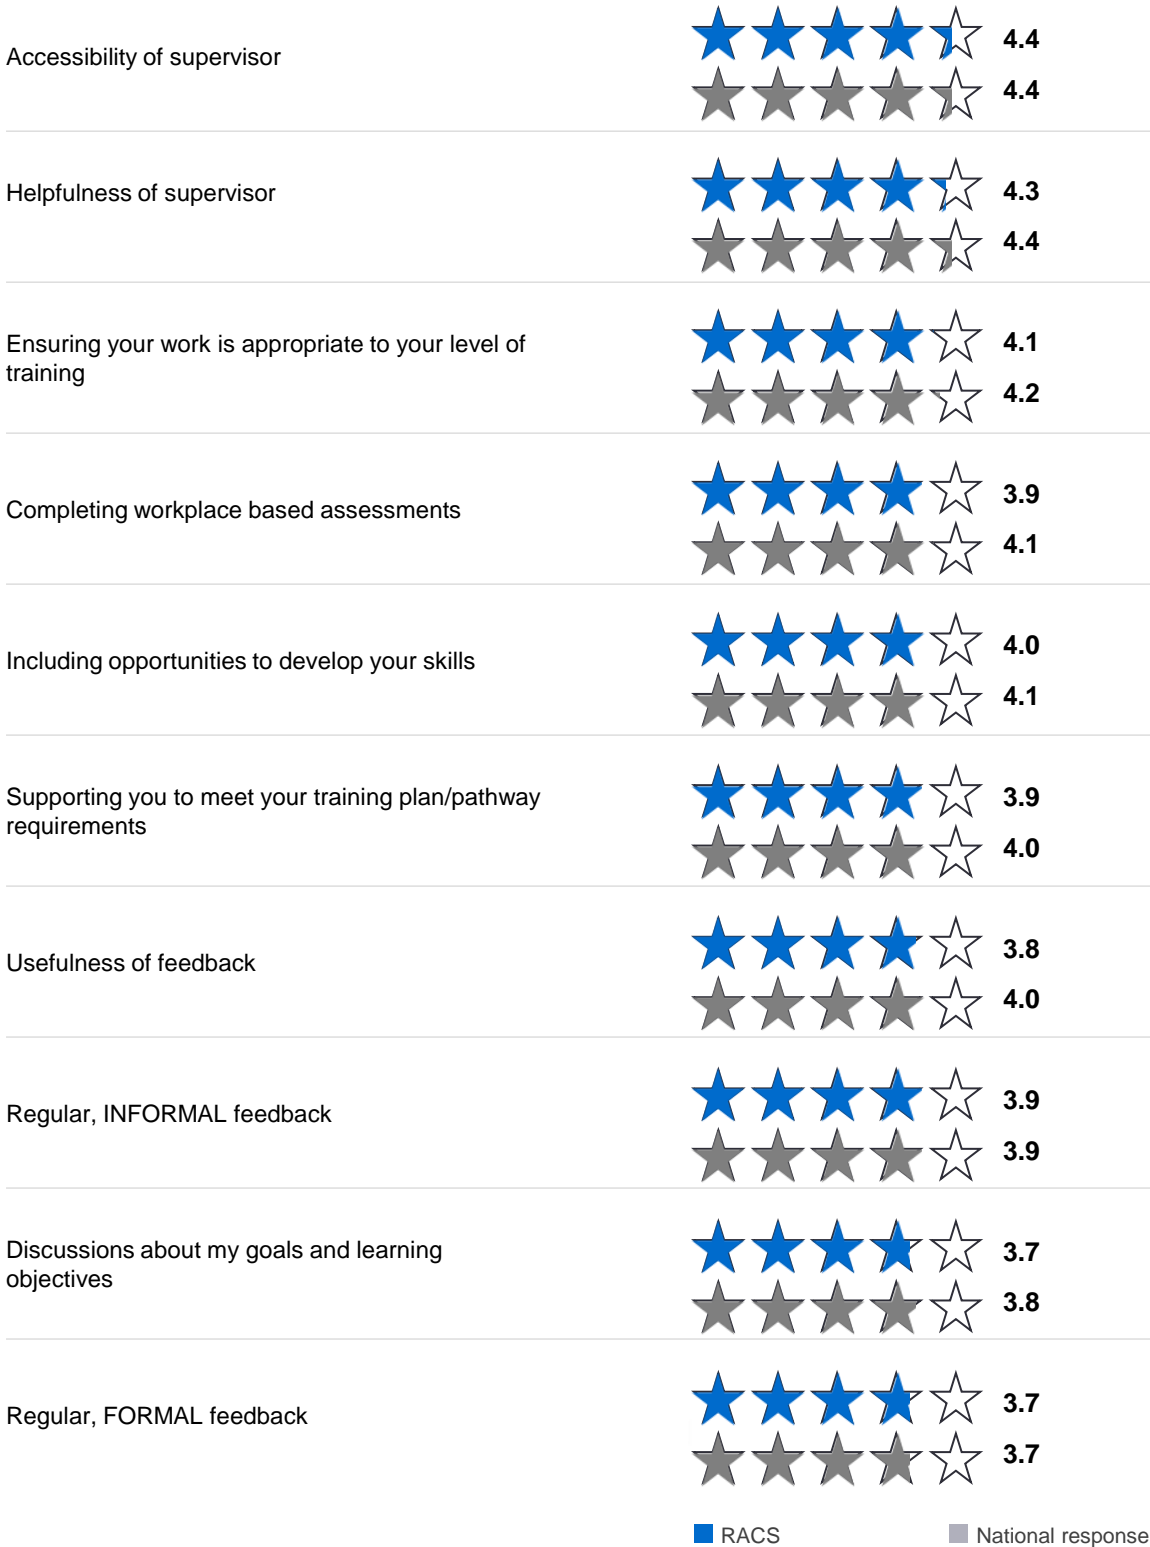 Accessibility of supervisor
4.4
4.4
Helpfulness of supervisor
4.3
4.4
Ensuring your work is appropriate to your level of
training
4.1
4.2
Completing workplace based assessments
3.9
4.1
Including opportunities to develop your skills
4.0
4.1
Supporting you to meet your training plan/pathway
requirements
3.9
4.0
Usefulness of feedback
3.8
4.0
Regular, INFORMAL feedback
3.9
3.9
Discussions about my goals and learning
objectives
3.7
3.8
Regular, FORMAL feedback
3.7
3.7
RACS
National response